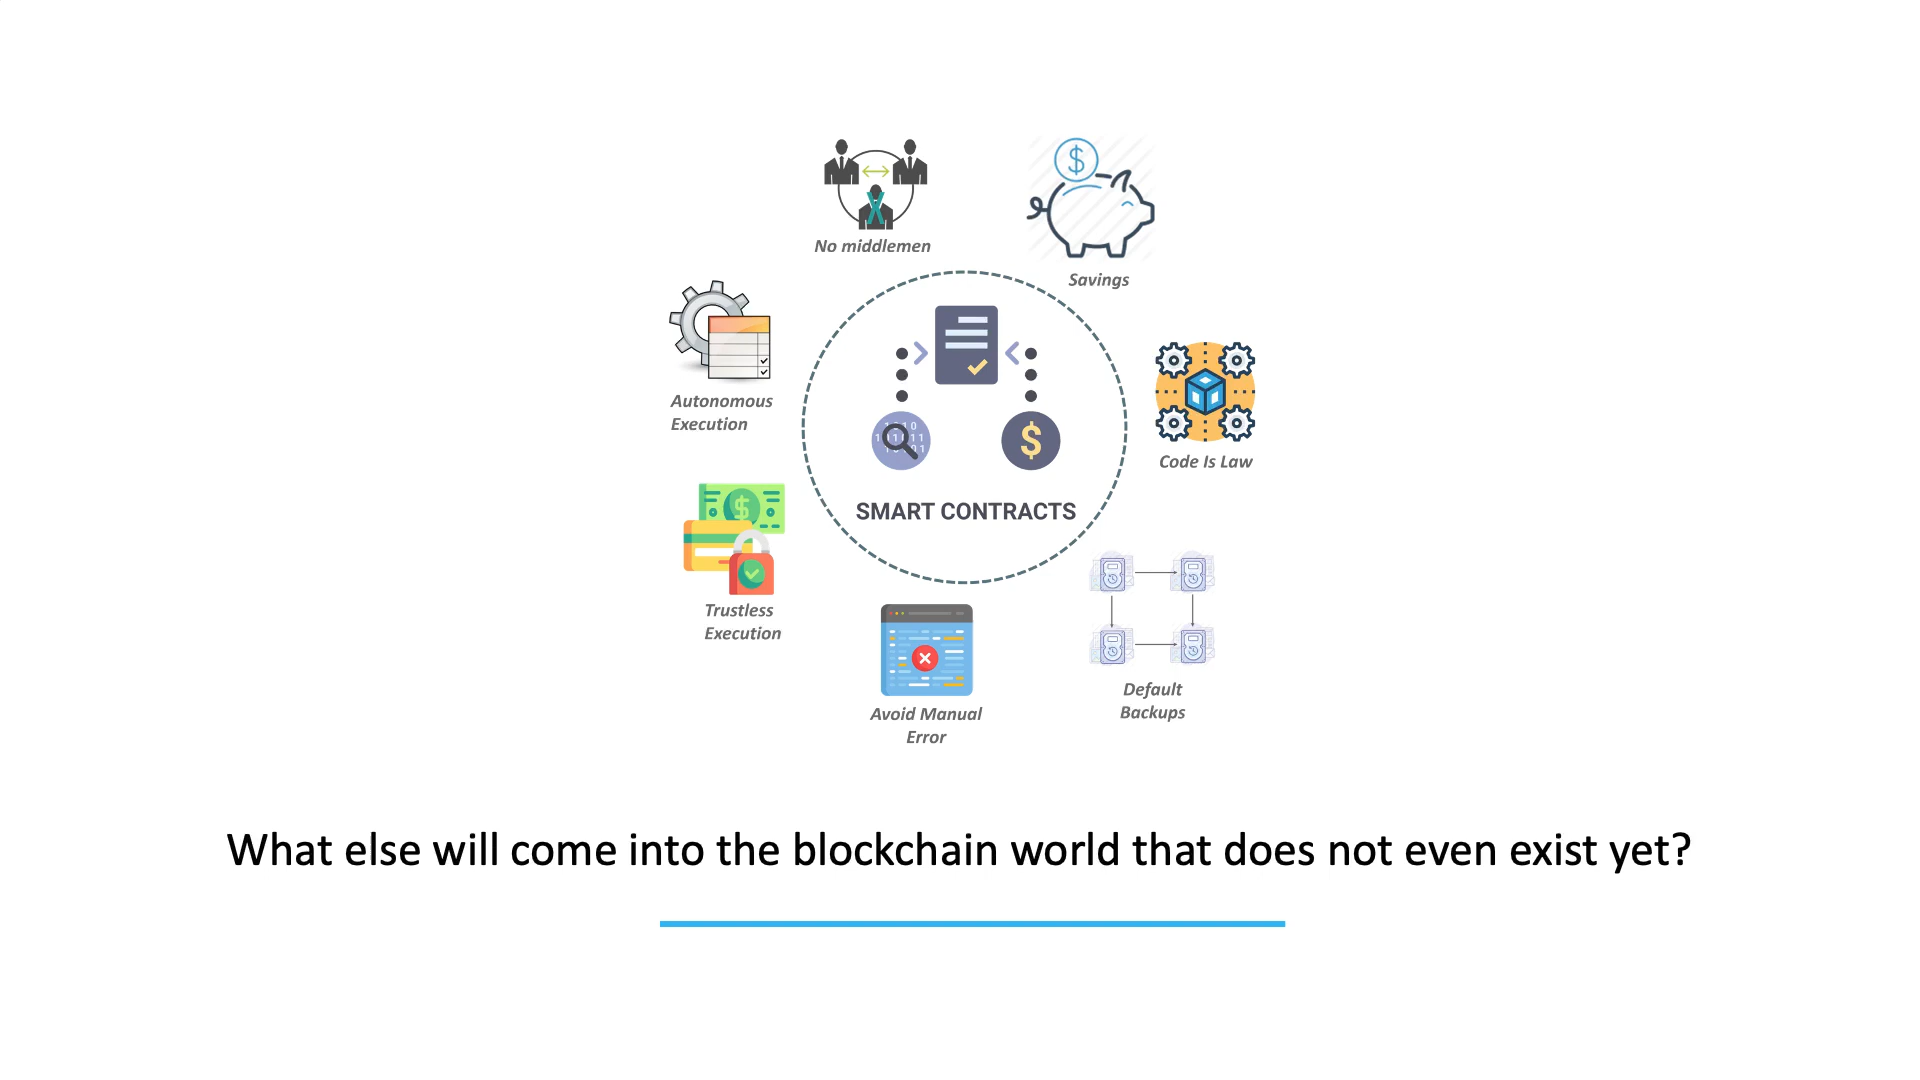 No middlemen
Savings
Autonomous
Execution
SMART CONTRACTS
Code Is Law
Trustless
Execution
Default
Backups
Avoid Manual
Error
What else will come into the blockchain world that does not even exist yet?